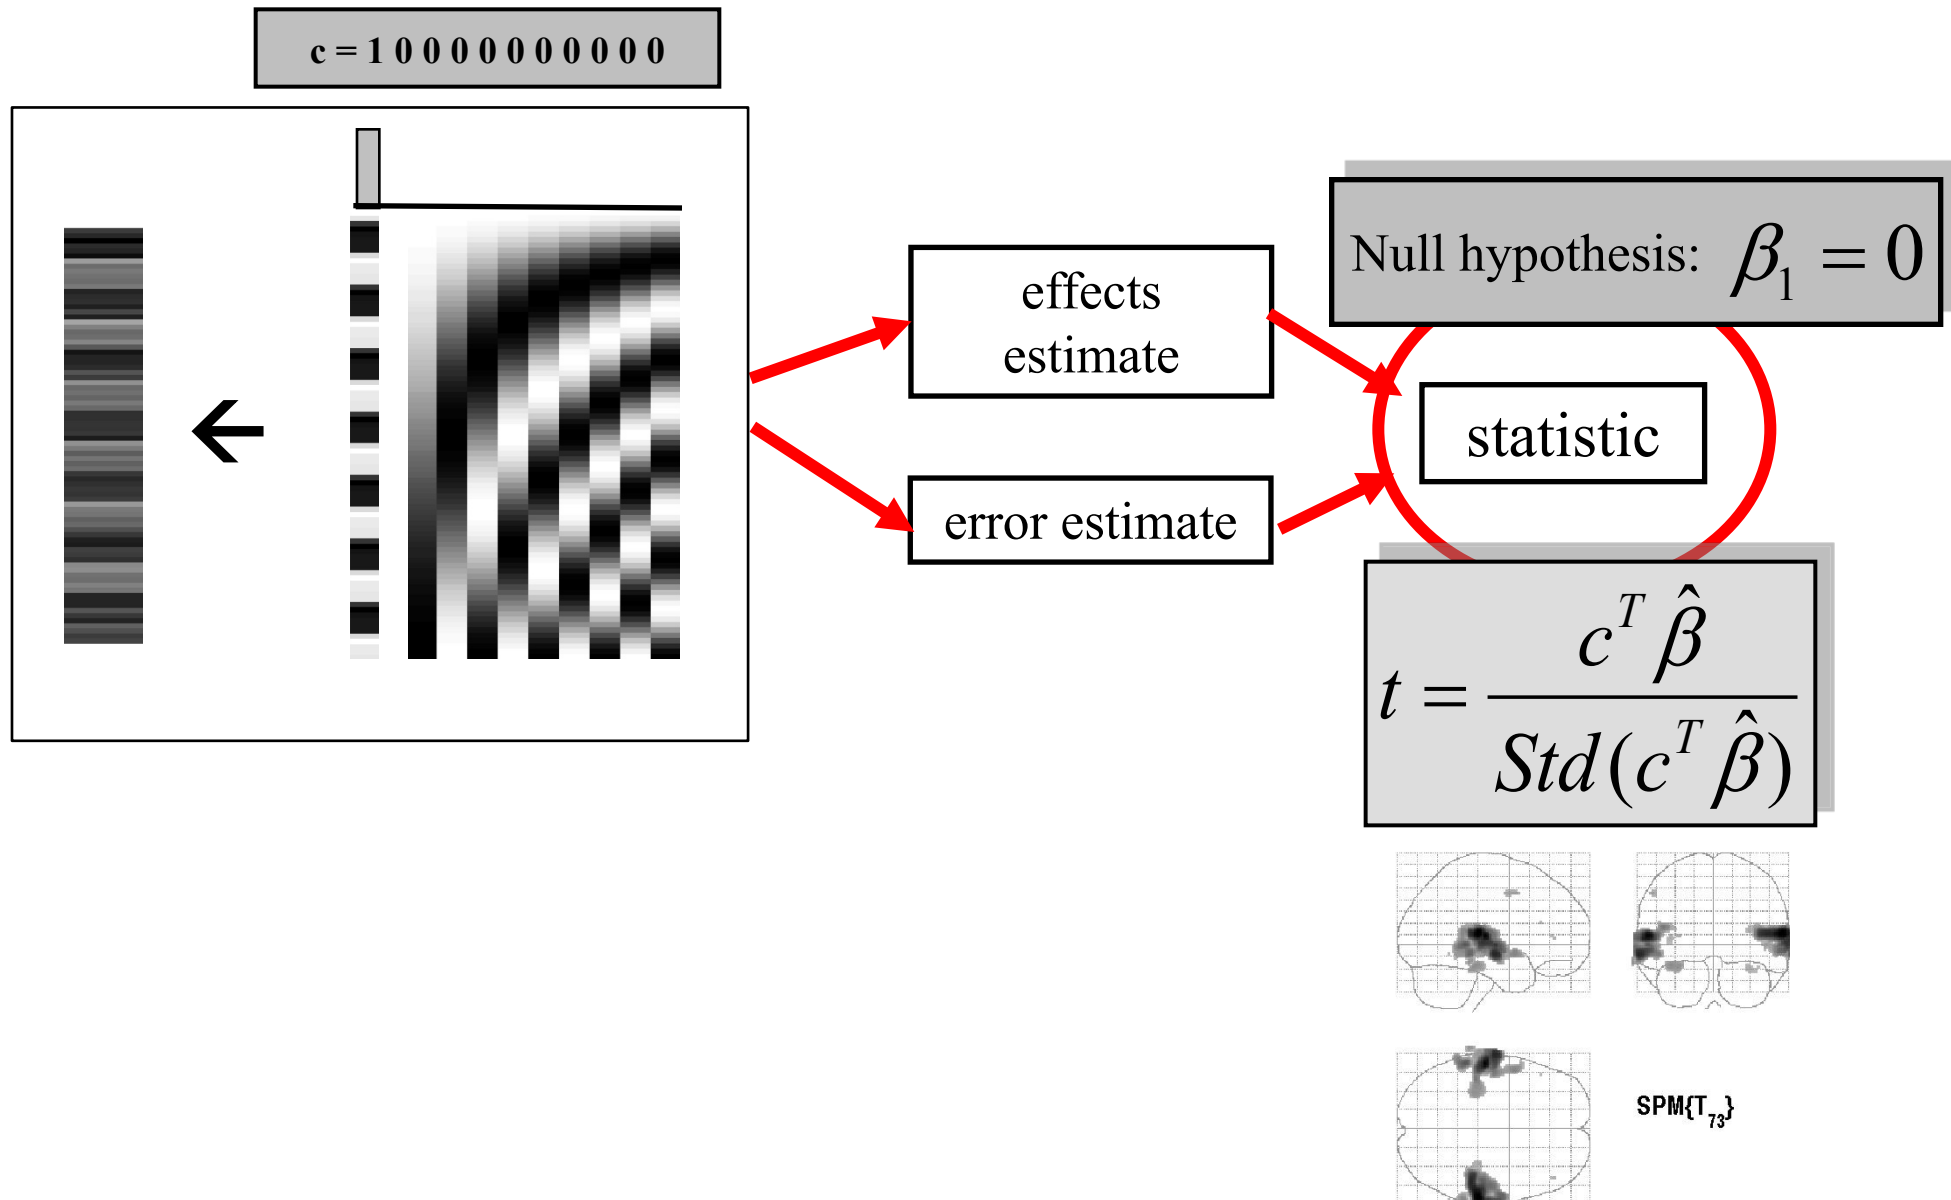 c = 1 0 0 0 0 0 0 0 0 0 0
Null hypothesis: β₁ = 0
effects
estimate
statistic
error estimate
t = c^T β̂ / Std(c^T β̂)
SPM{T₇₃}